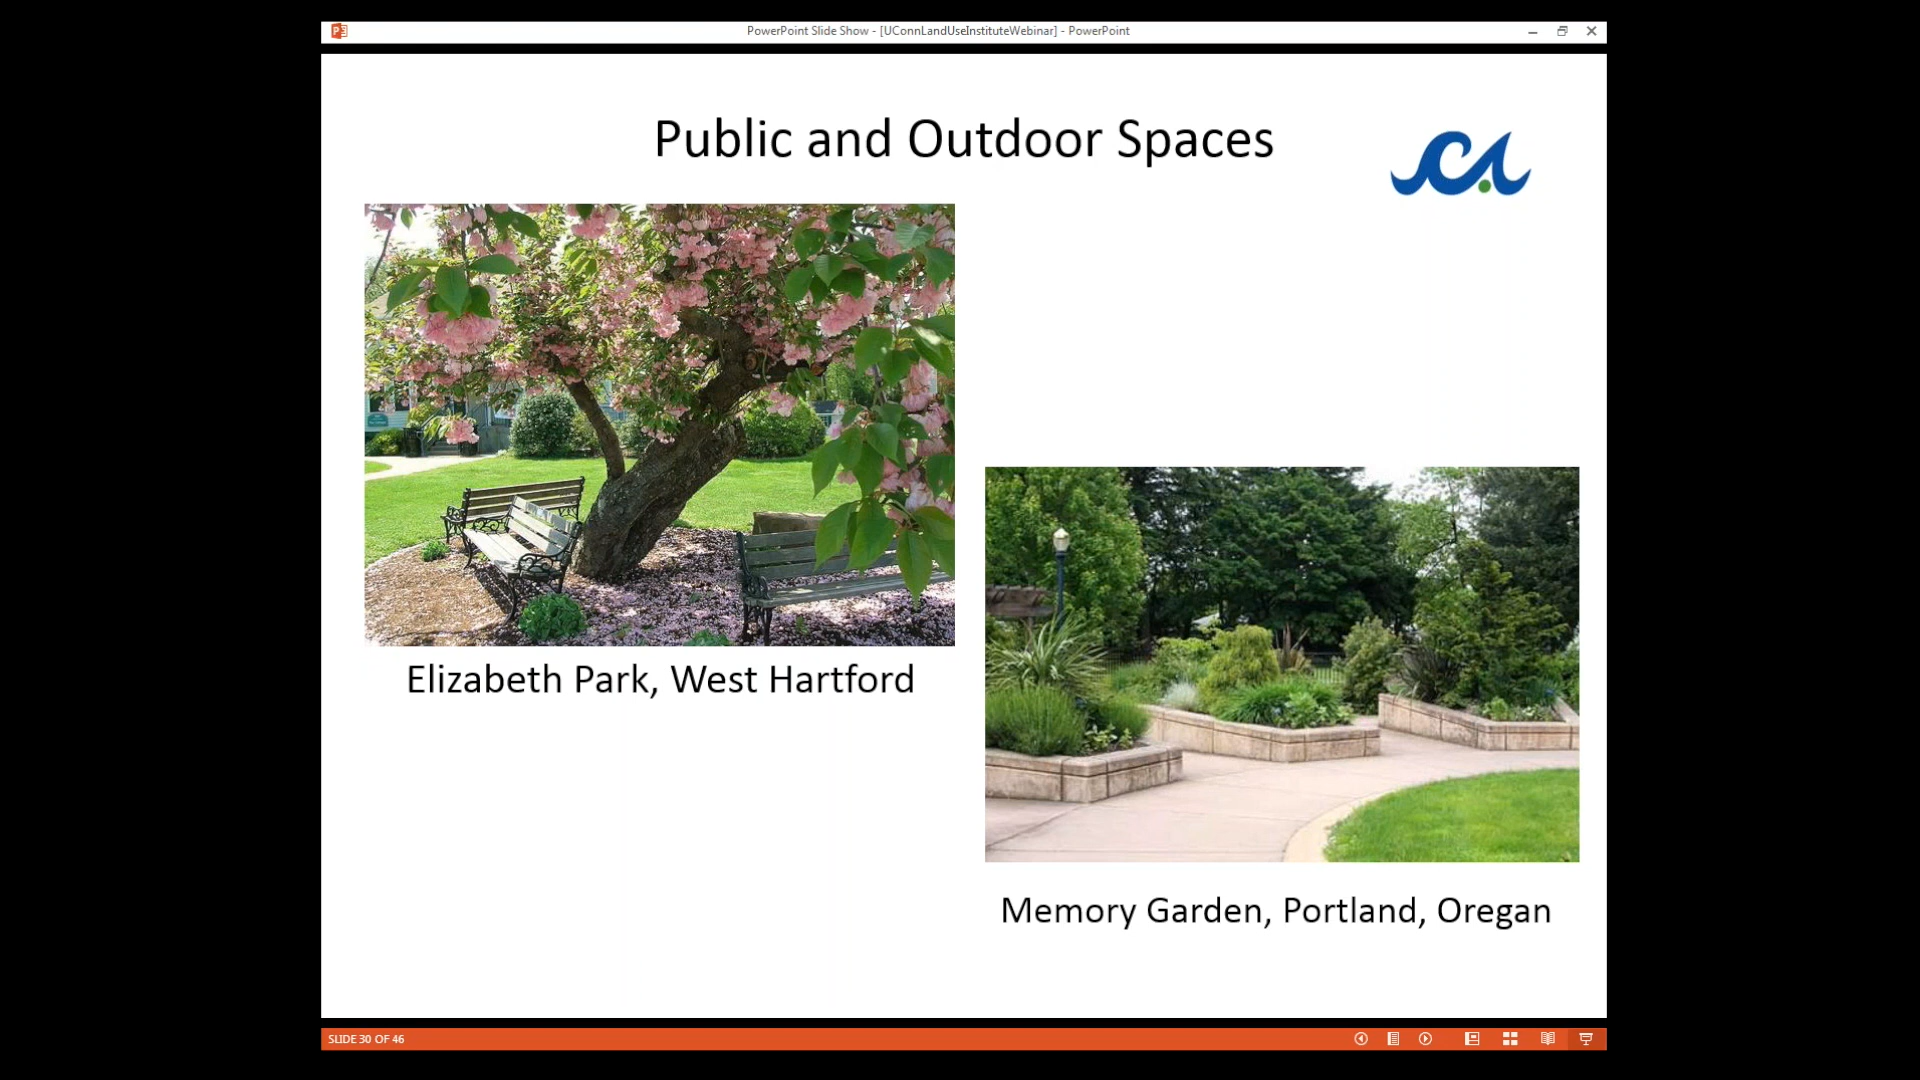 PowerPoint Slide Show - [UConnLandUseInstituteWebinar] - PowerPoint
Public and Outdoor Spaces
Elizabeth Park, West Hartford
Memory Garden, Portland, Oregan
SLIDE 30 OF 46